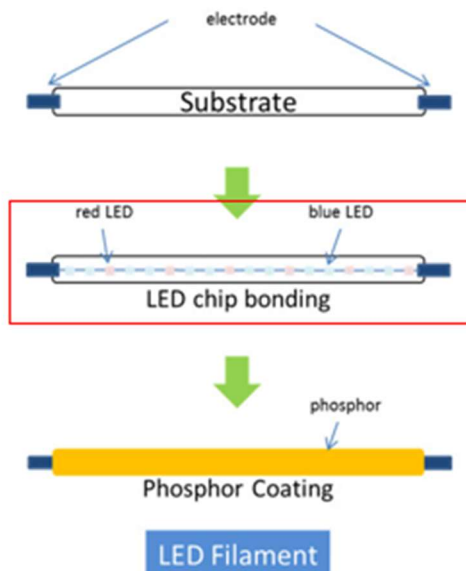 electrode
Substrate
red LED
blue LED
LED chip bonding
phosphor
Phosphor Coating
LED Filament